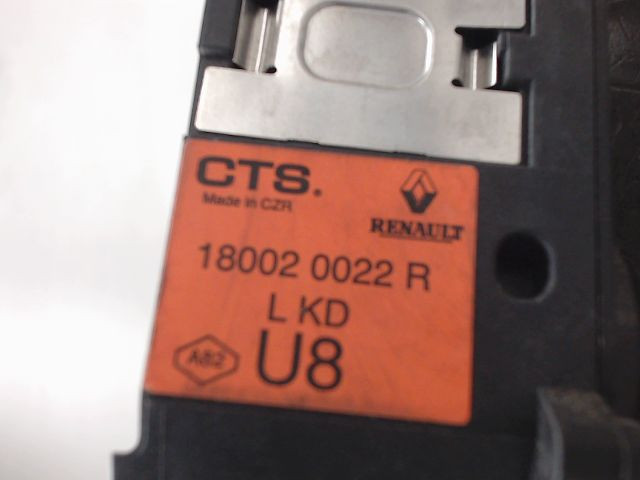 CTS.
Made in CZR
RENAULT
18002 0022 R
L KD
A82
U8